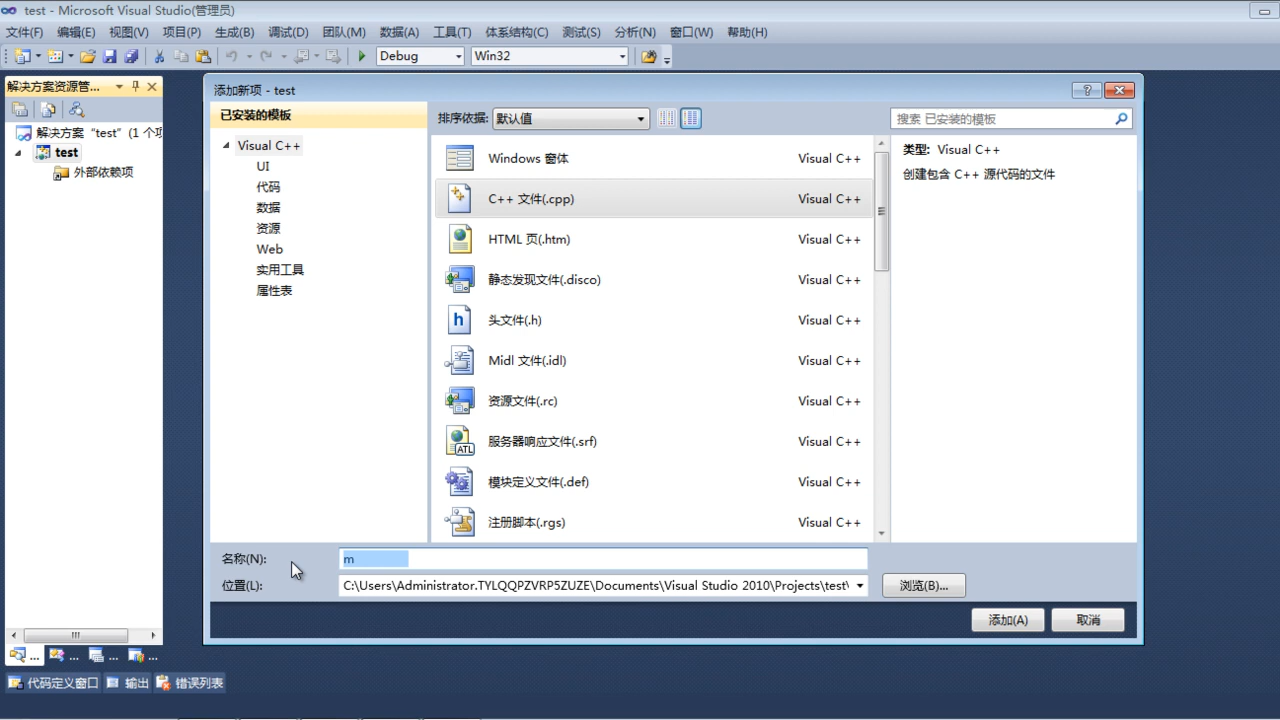 test - Microsoft Visual Studio(管理员)
文件(F) 编辑(E) 视图(V) 项目(P) 生成(B) 调试(D) 团队(M) 数据(A) 工具(T) 体系结构(C) 测试(S) 分析(N) 窗口(W) 帮助(H)
Debug Win32
解决方案资源管...
解决方案 "test" (1 个项
test
外部依赖项
添加新项 - test
已安装的模板
Visual C++
UI
代码
数据
资源
Web
实用工具
属性表
排序依据: 默认值
Windows 窗体 Visual C++
C++ 文件(.cpp) Visual C++
HTML 页(.htm) Visual C++
静态发现文件(.disco) Visual C++
头文件(.h) Visual C++
Midl 文件(.idl) Visual C++
资源文件(.rc) Visual C++
服务器响应文件(.srf) Visual C++
模块定义文件(.def) Visual C++
注册脚本(.rgs) Visual C++
搜索 已安装的模板
类型: Visual C++
创建包含 C++ 源代码的文件
名称(N): m
位置(L): C:\Users\Administrator.TYLQQPZVRP5ZUZE\Documents\Visual Studio 2010\Projects\test\ 浏览(B)...
添加(A) 取消
... ... ... ...
代码定义窗口 输出 错误列表